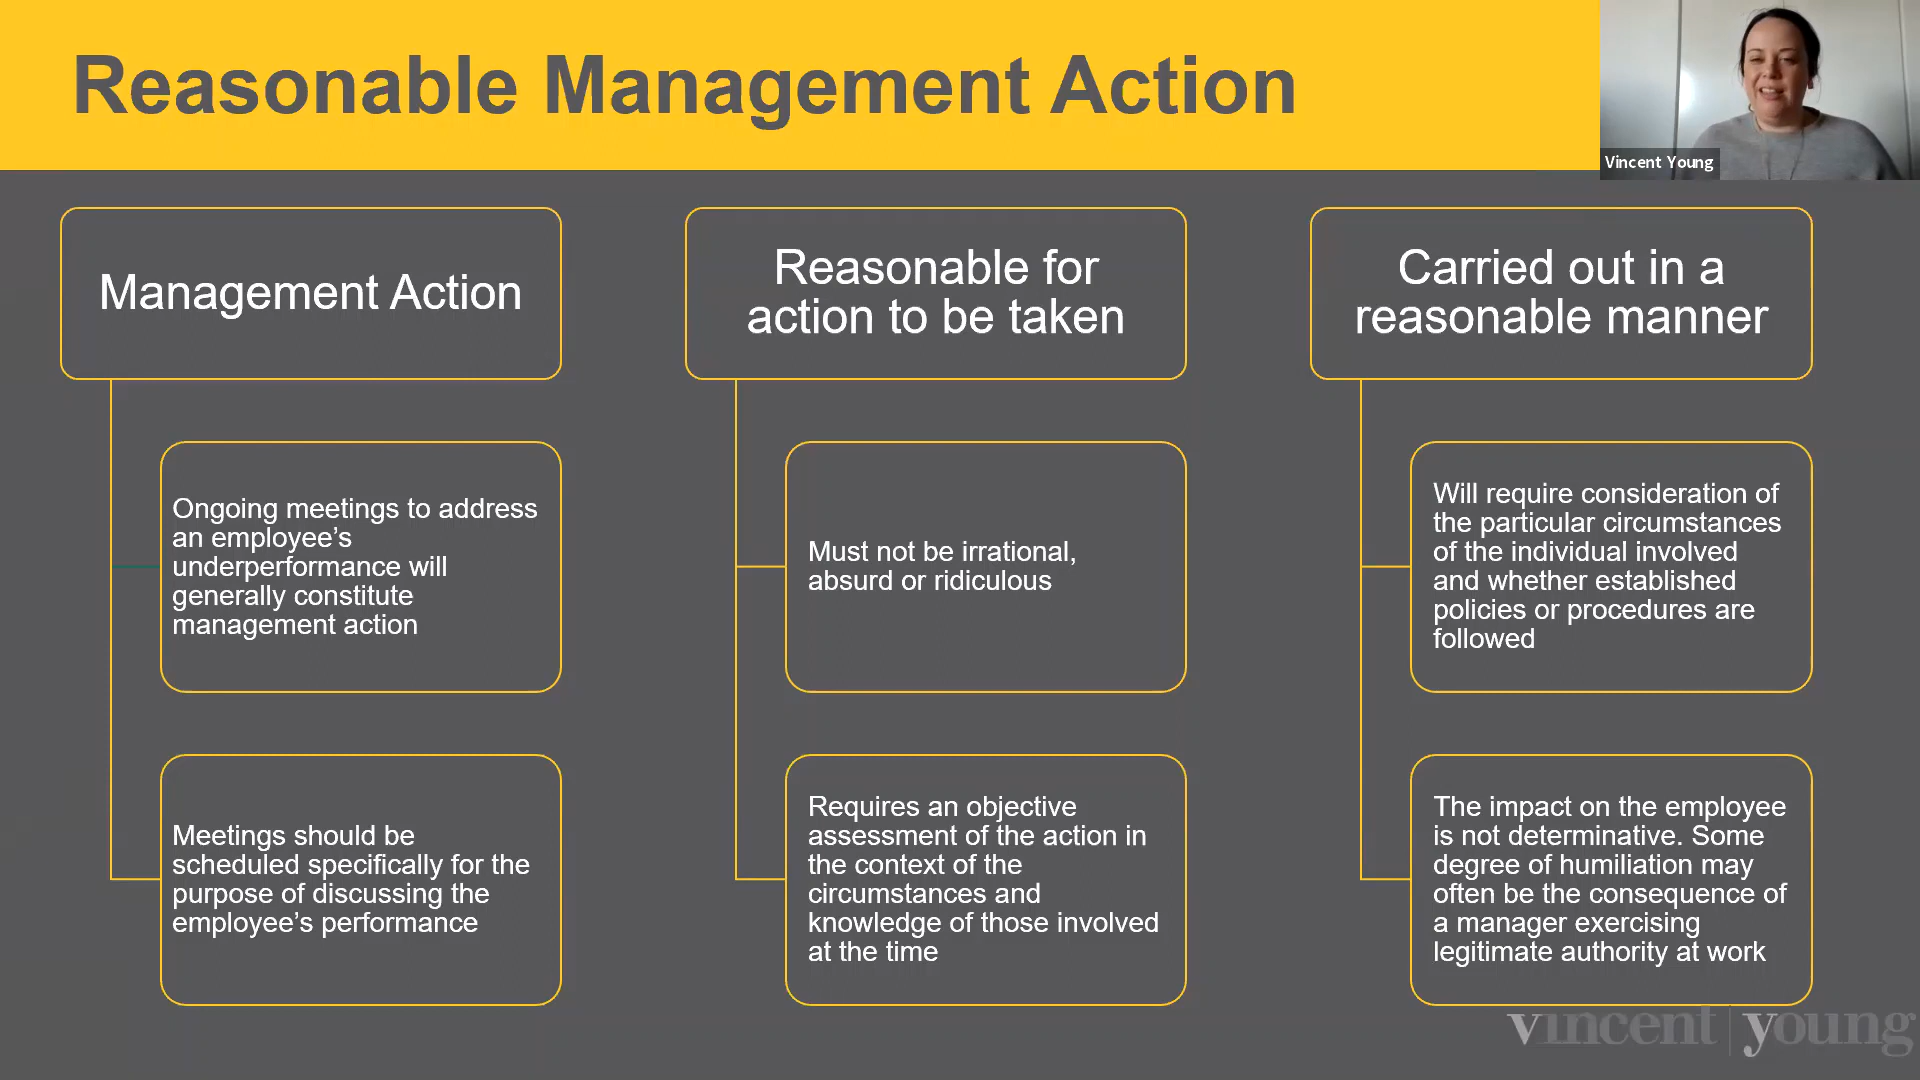 Reasonable Management Action
Vincent Young
Management Action
Ongoing meetings to address
an employee’s
underperformance will
generally constitute
management action
Meetings should be
scheduled specifically for the
purpose of discussing the
employee’s performance
Reasonable for
action to be taken
Must not be irrational,
absurd or ridiculous
Requires an objective
assessment of the action in
the context of the
circumstances and
knowledge of those involved
at the time
Carried out in a
reasonable manner
Will require consideration of
the particular circumstances
of the individual involved
and whether established
policies or procedures are
followed
The impact on the employee
is not determinative. Some
degree of humiliation may
often be the consequence of
a manager exercising
legitimate authority at work
vincent young